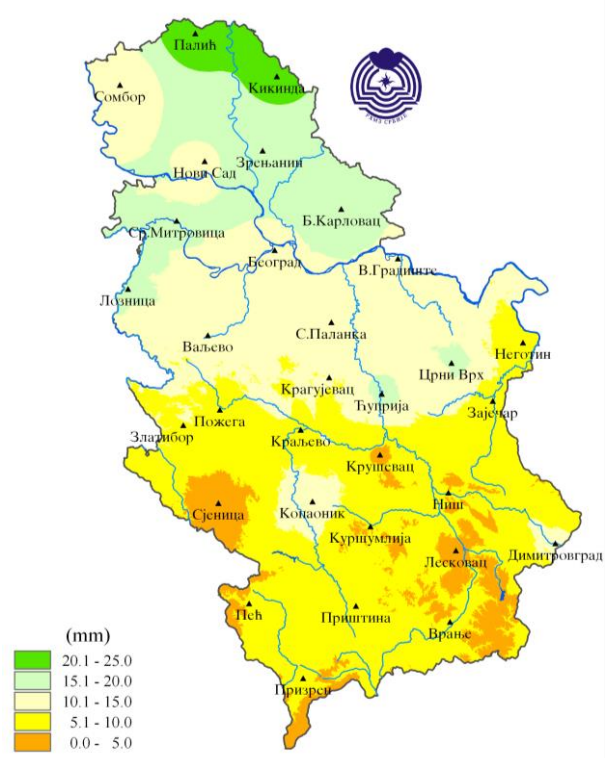 Палић
Кикинда
Сомбор
Зрењанин
Нови Сад
Б.Карловац
Ср.Митровица
Београд
В.Градиште
Лозница
С.Паланка
Ваљево
Неготин
Црни Врх
Крагујевац
Ћуприја
Зајечар
Пожега
Златибор
Краљево
Крушевац
Ниш
Сјеница
Копаоник
Куршумлија
Лесковац
Димитровград
Пећ
Приштина
Врање
Призрен
(mm)
20.1 - 25.0
15.1 - 20.0
10.1 - 15.0
5.1 - 10.0
0.0 - 5.0